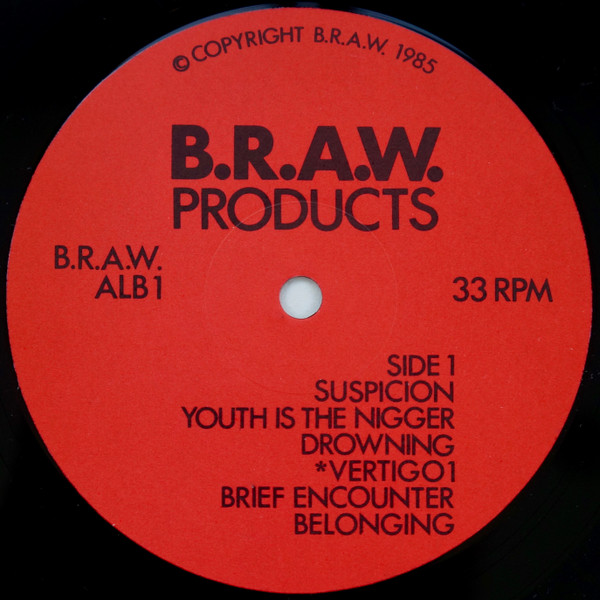 © COPYRIGHT B.R.A.W. 1985
B.R.A.W.
PRODUCTS
B.R.A.W.
ALB1
33 RPM
SIDE 1
SUSPICION
YOUTH IS THE NIGGER
DROWNING
*VERTIGO1
BRIEF ENCOUNTER
BELONGING